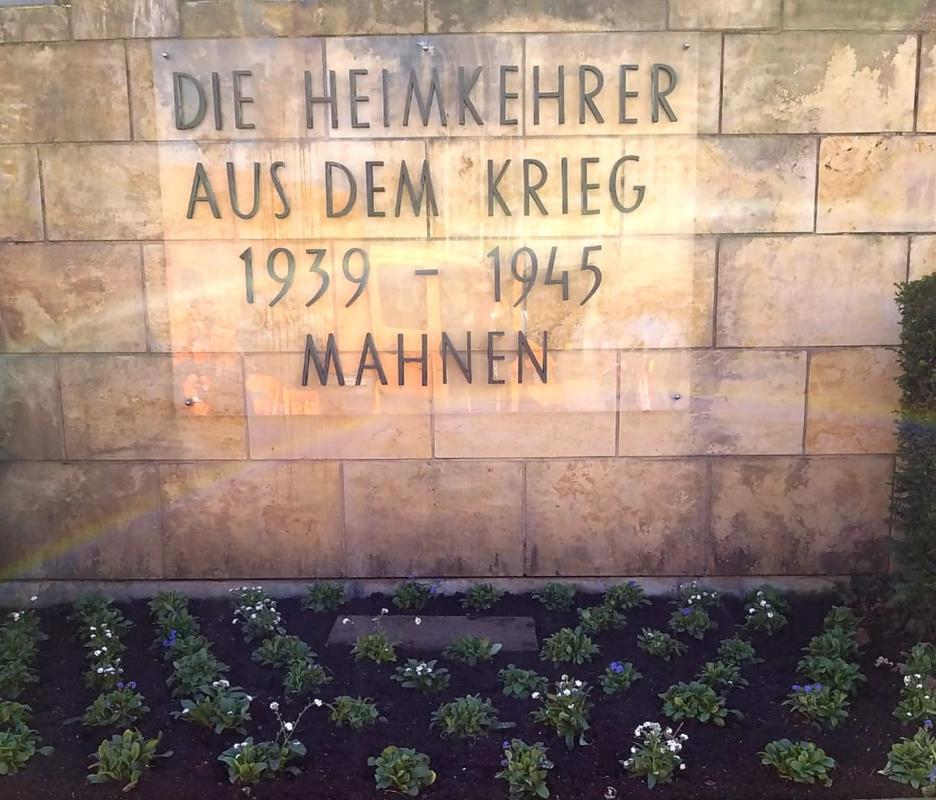 DIE HEIMKEHRER
AUS DEM KRIEG
1939 – 1945
MAHNEN